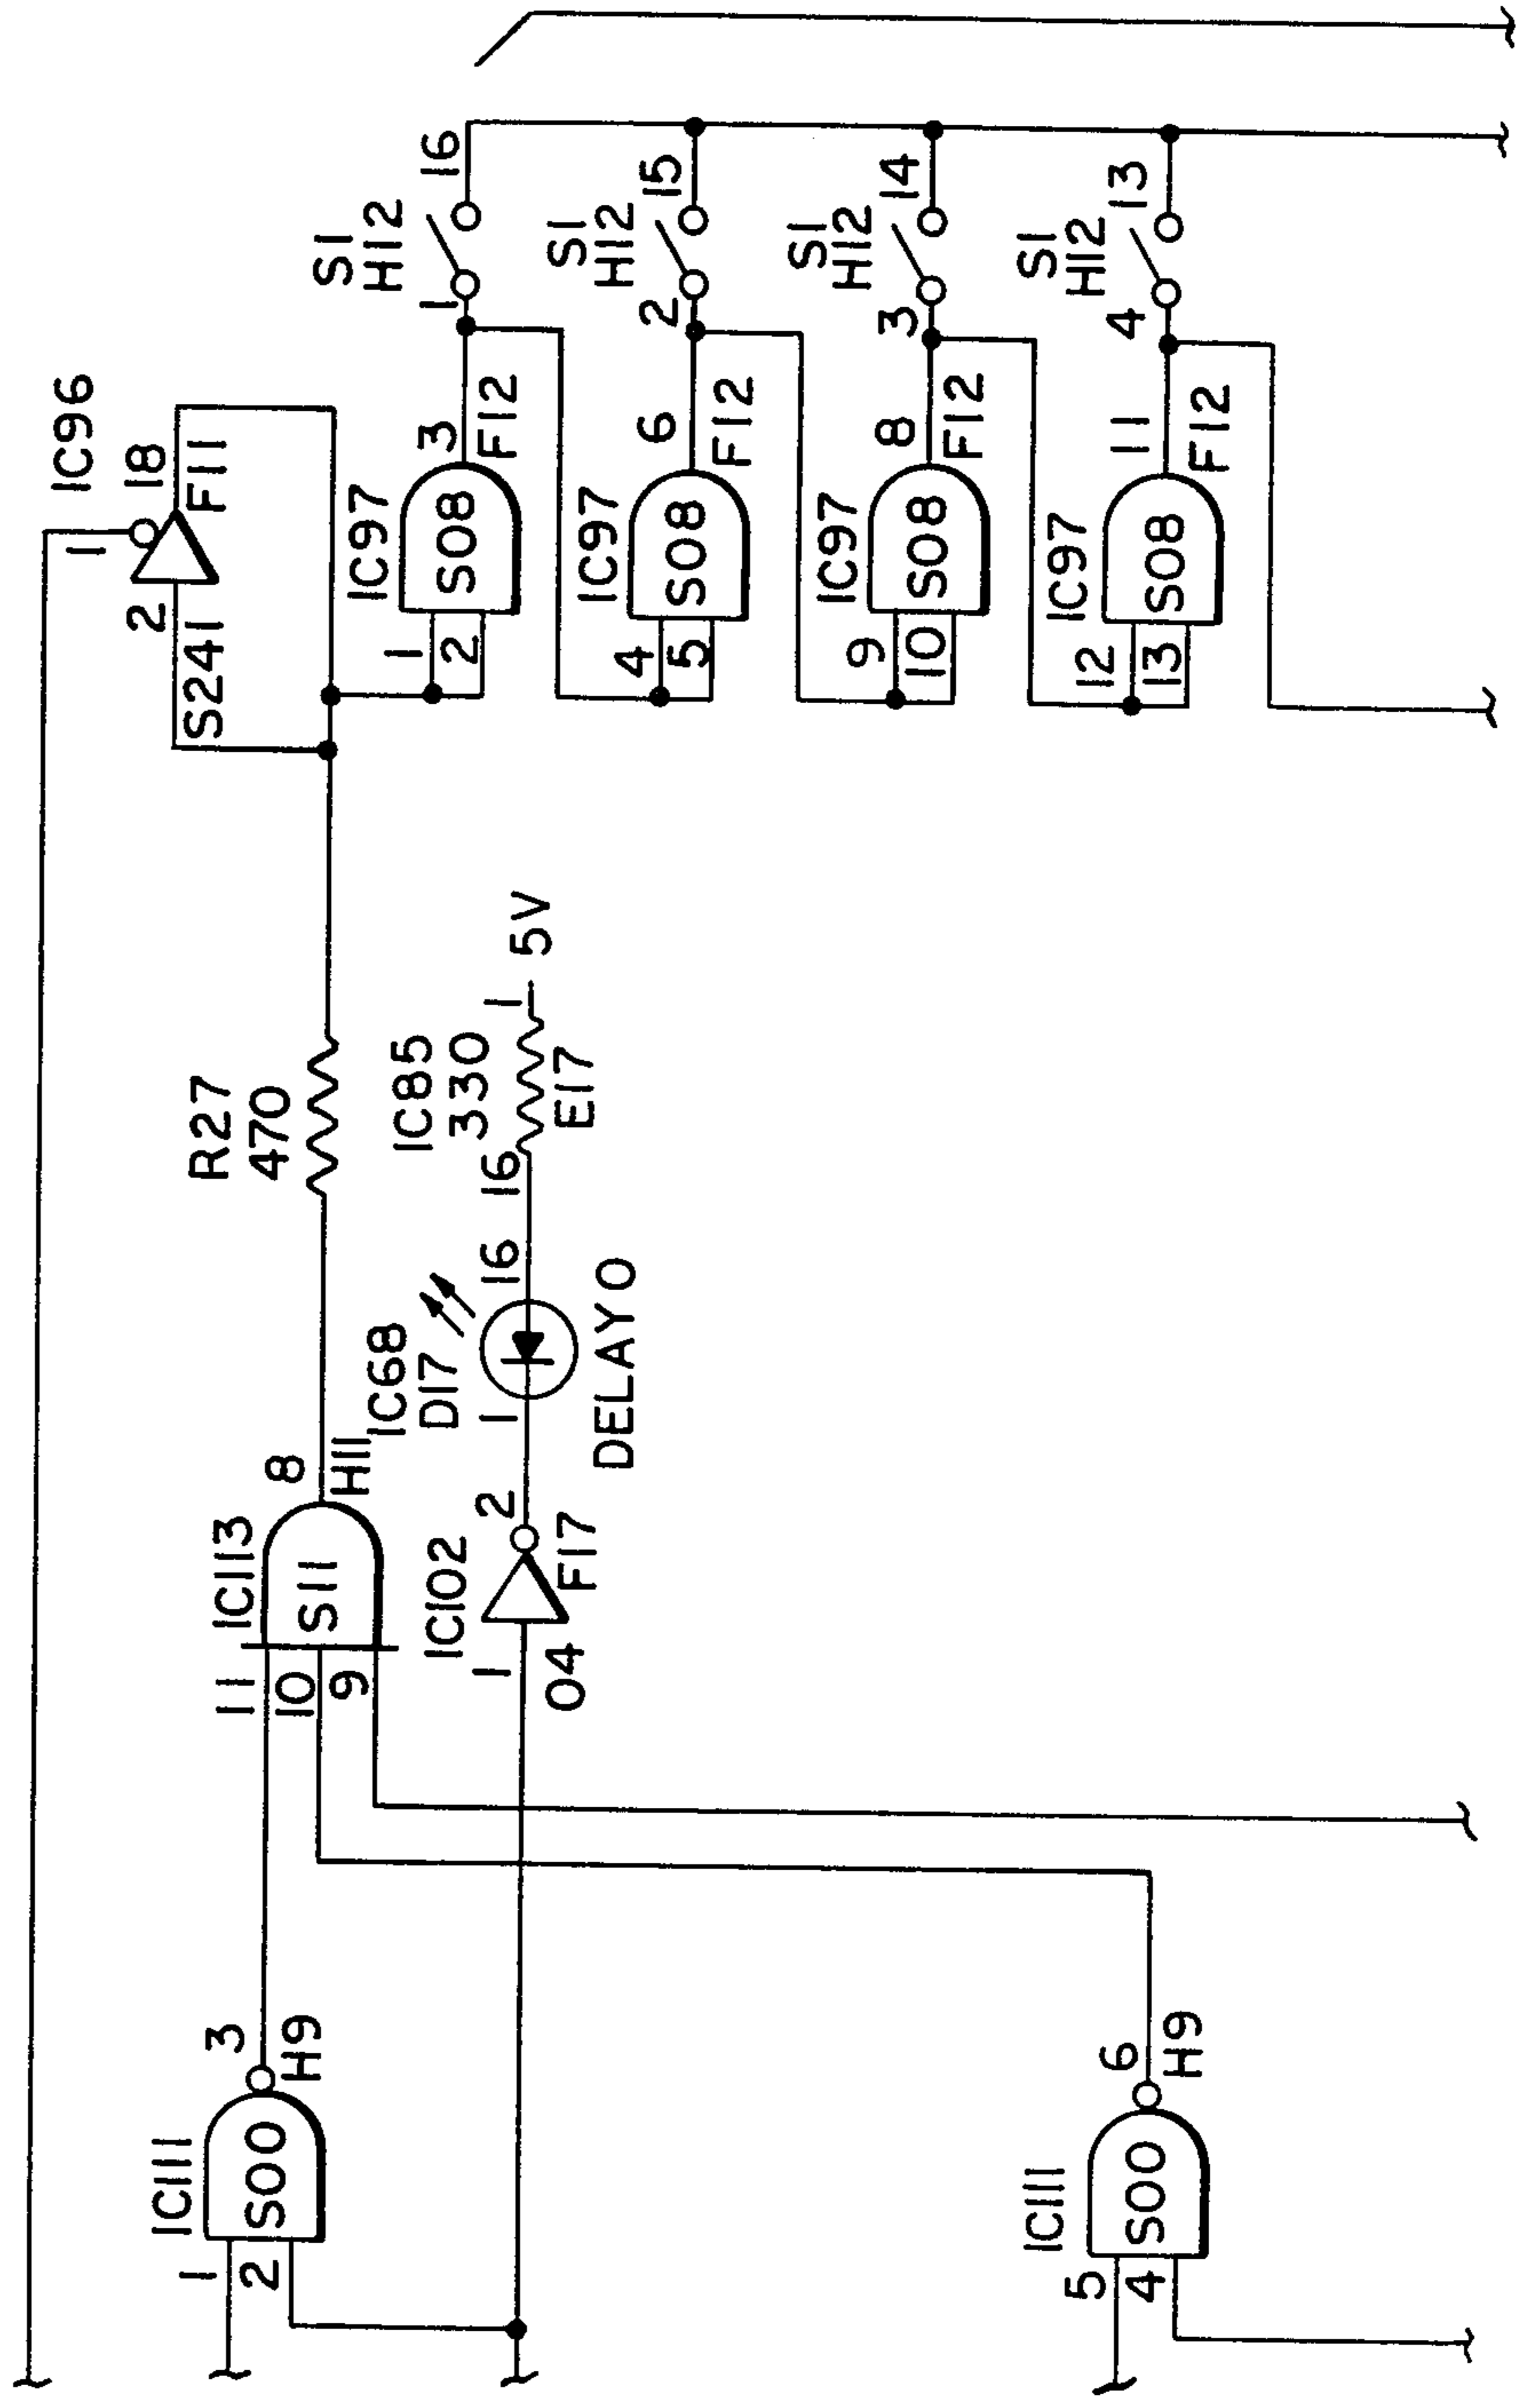 IC96
1
18
2
F11
S241
IC111
1
2
S00
3
H9
IC113
11
10
9
S11
8
H11
R27
470
IC97
1
2
S08
3
F12
S1
H12
1
16
IC102
1
2
04
F17
IC68
D17
1
16
DELAY 0
IC85
330
16
1
E17
5V
IC97
4
5
S08
6
F12
S1
H12
2
15
IC97
9
10
S08
8
F12
S1
H12
3
14
IC111
5
4
S00
6
H9
IC97
12
13
S08
11
F12
S1
H12
4
13